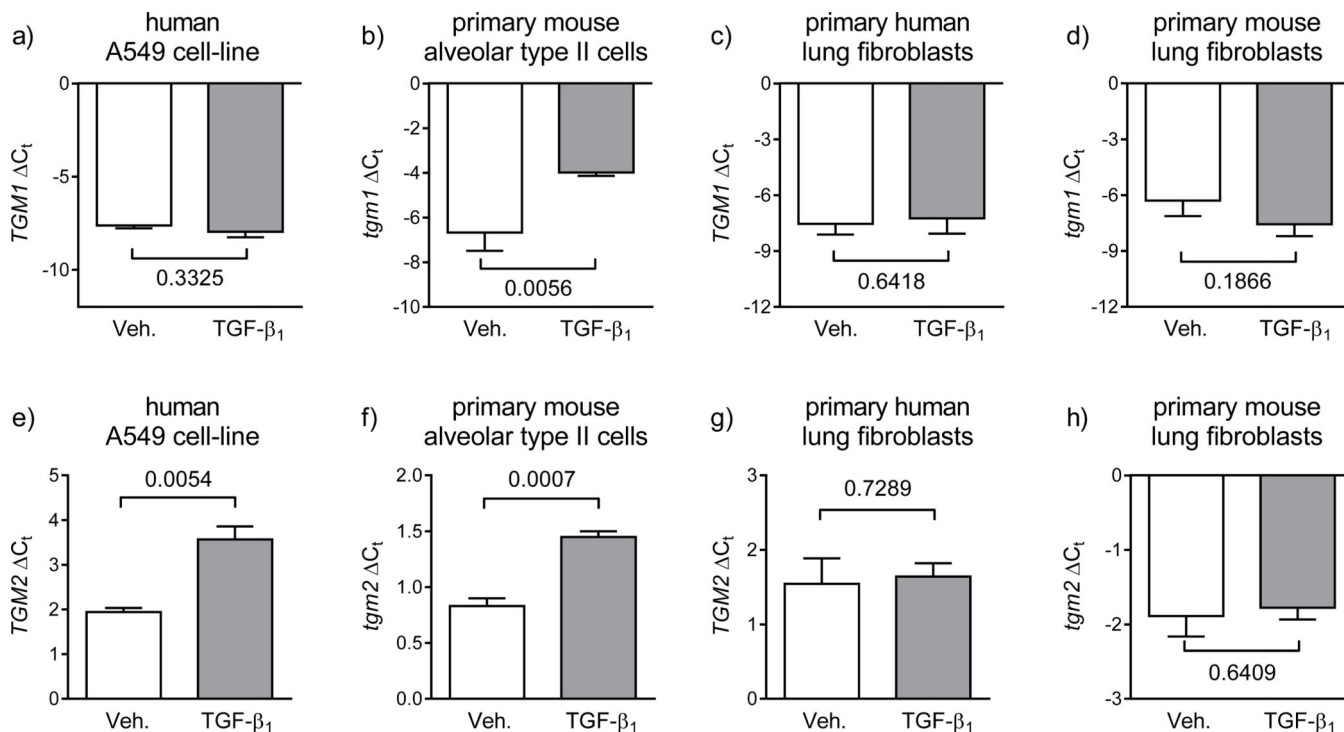 a)
human
A549 cell-line
TGM1 ΔCt
0
-5
-10
0.3325
Veh.
TGF-β1
b)
primary mouse
alveolar type II cells
tgm1 ΔCt
0
-2
-4
-6
-8
-10
0.0056
Veh.
TGF-β1
c)
primary human
lung fibroblasts
TGM1 ΔCt
0
-3
-6
-9
-12
0.6418
Veh.
TGF-β1
d)
primary mouse
lung fibroblasts
tgm1 ΔCt
0
-3
-6
-9
-12
0.1866
Veh.
TGF-β1
e)
human
A549 cell-line
TGM2 ΔCt
5
4
3
2
1
0
0.0054
Veh.
TGF-β1
f)
primary mouse
alveolar type II cells
tgm2 ΔCt
2.0
1.5
1.0
0.5
0.0
0.0007
Veh.
TGF-β1
g)
primary human
lung fibroblasts
TGM2 ΔCt
3
2
1
0
0.7289
Veh.
TGF-β1
h)
primary mouse
lung fibroblasts
tgm2 ΔCt
0
-1
-2
-3
0.6409
Veh.
TGF-β1